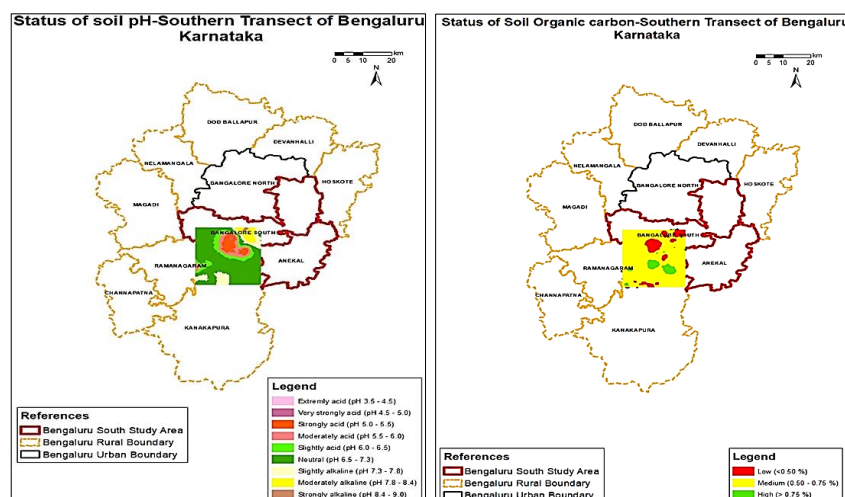 Status of soil pH-Southern Transect of Bengaluru
Karnataka
0 5 10 20 km
N
DOD BALLAPUR
DEVANHALLI
NELAMANGALA
BANGALORE NORTH
HOSKOTE
MAGADI
BANGALORE SOUTH
ANEKAL
RAMANAGARAM
CHANNAPATNA
KANAKAPURA
References
Bengaluru South Study Area
Bengaluru Rural Boundary
Bengaluru Urban Boundary
Legend
Extremly acid (pH 3.5 - 4.5)
Very strongly acid (pH 4.5 - 5.0)
Strongly acid (pH 5.0 - 5.5)
Moderately acid (pH 5.5 - 6.0)
Slightly acid (pH 6.0 - 6.5)
Neutral (pH 6.5 - 7.3)
Slightly alkaline (pH 7.3 - 7.8)
Moderately alkaline (pH 7.8 - 8.4)
Strongly alkaline (pH 8.4 - 9.0)
Status of Soil Organic carbon-Southern Transect of Bengaluru
Karnataka
0 5 10 20 km
N
DOD BALLAPUR
DEVANHALLI
NELAMANGALA
BANGALORE NORTH
HOSKOTE
MAGADI
BANGALORE SOUTH
ANEKAL
RAMANAGARAM
CHANNAPATNA
KANAKAPURA
References
Bengaluru South Study Area
Bengaluru Rural Boundary
Bengaluru Urban Boundary
Legend
Low (<0.50 %)
Medium (0.50 - 0.75 %)
High (> 0.75 %)